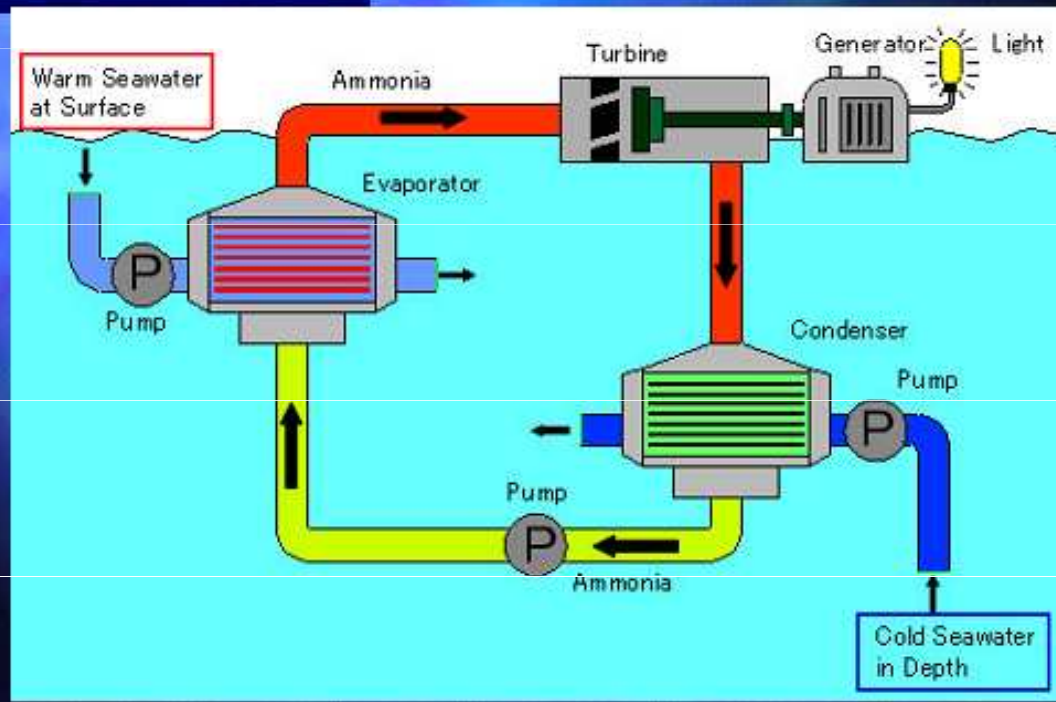 Warm Seawater
at Surface
Ammonia
Turbine
Generator
Light
Evaporator
P
Pump
Condenser
Pump
P
Pump
P
Ammonia
Cold Seawater
in Depth